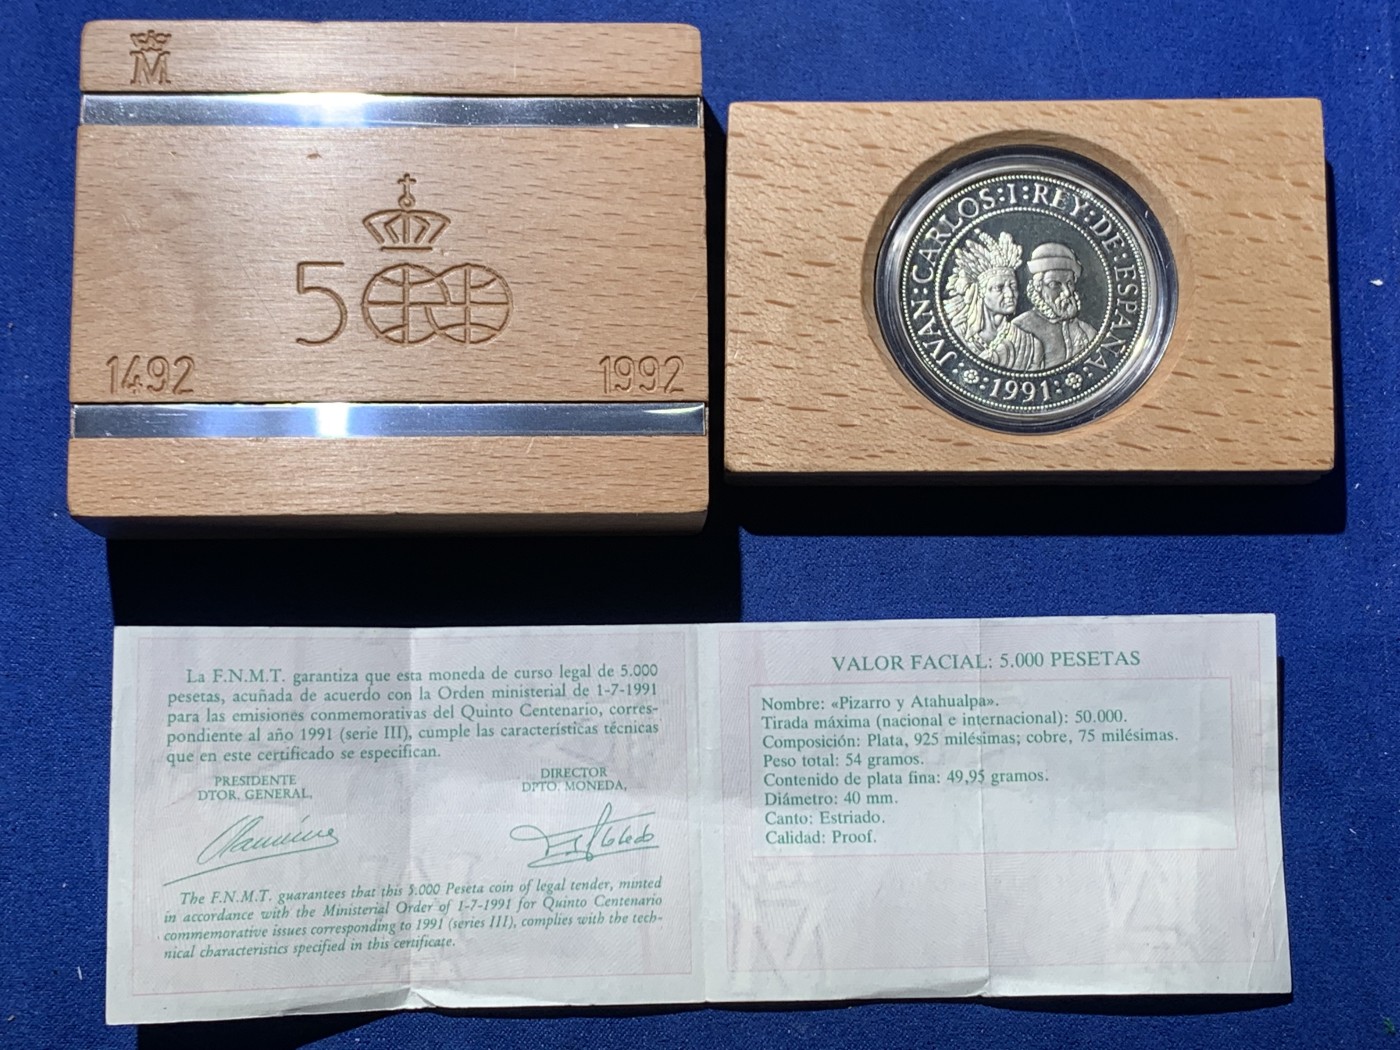 M
500
1492 1992
JVAN:CARLOS:I:REY:DE:ESPAÑA
1991
La F.N.M.T. garantiza que esta moneda de curso legal de 5.000
pesetas, acuñada de acuerdo con la Orden ministerial de 1-7-1991
para las emisiones conmemorativas del Quinto Centenario, corres-
pondiente al año 1991 (serie III), cumple las características técnicas
que en este certificado se especifican.
PRESIDENTE
DTOR. GENERAL,
DIRECTOR
DPTO. MONEDA,
The F.N.M.T. guarantees that this 5.000 Peseta coin of legal tender, minted
in accordance with the Ministerial Order of 1-7-1991 for Quinto Centenario
commemorative issues corresponding to 1991 (series III), complies with the tech-
nical characteristics specified in this certificate.
VALOR FACIAL: 5.000 PESETAS
Nombre: «Pizarro y Atahualpa».
Tirada máxima (nacional e internacional): 50.000.
Composición: Plata, 925 milésimas; cobre, 75 milésimas.
Peso total: 54 gramos.
Contenido de plata fina: 49,95 gramos.
Diámetro: 40 mm.
Canto: Estriado.
Calidad: Proof.